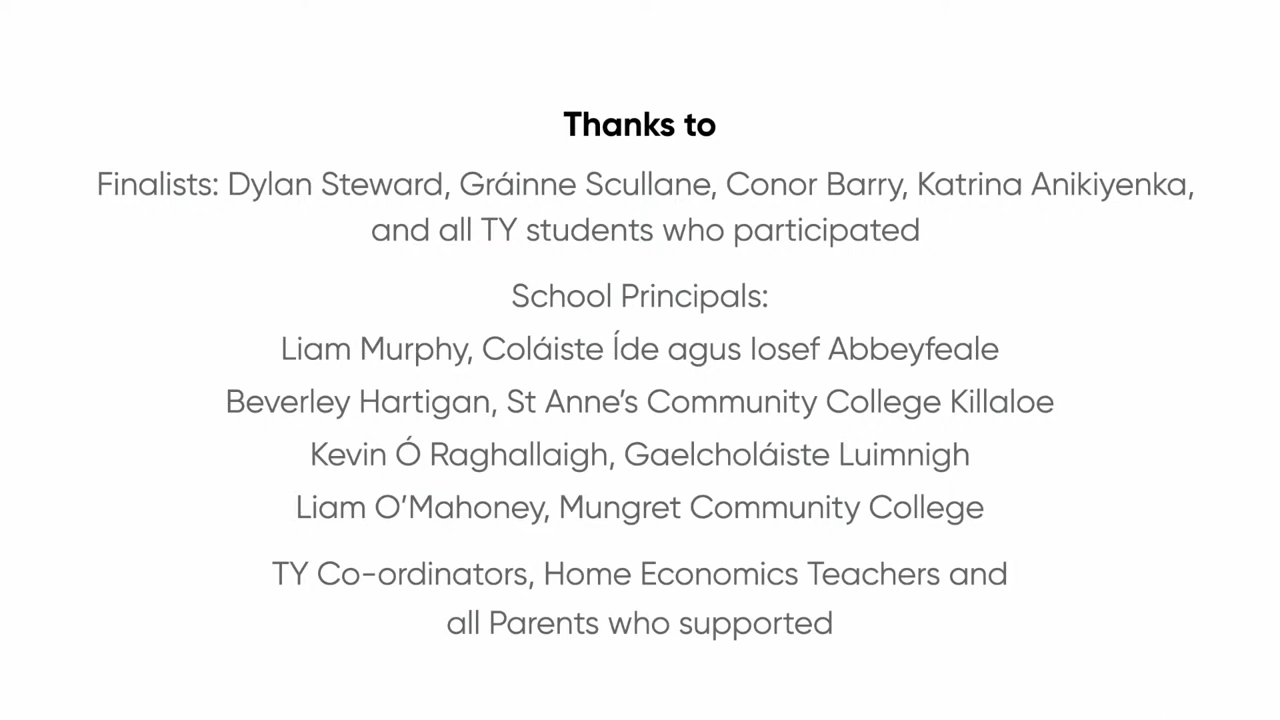 Thanks to
Finalists: Dylan Steward, Gráinne Scullane, Conor Barry, Katrina Anikiyenka,
and all TY students who participated
School Principals:
Liam Murphy, Coláiste Íde agus Iosef Abbeyfeale
Beverley Hartigan, St Anne’s Community College Killaloe
Kevin Ó Raghallaigh, Gaelcholáiste Luimnigh
Liam O’Mahoney, Mungret Community College
TY Co-ordinators, Home Economics Teachers and
all Parents who supported